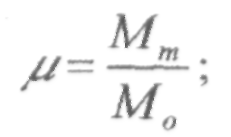 μ = M_m / M_o ;